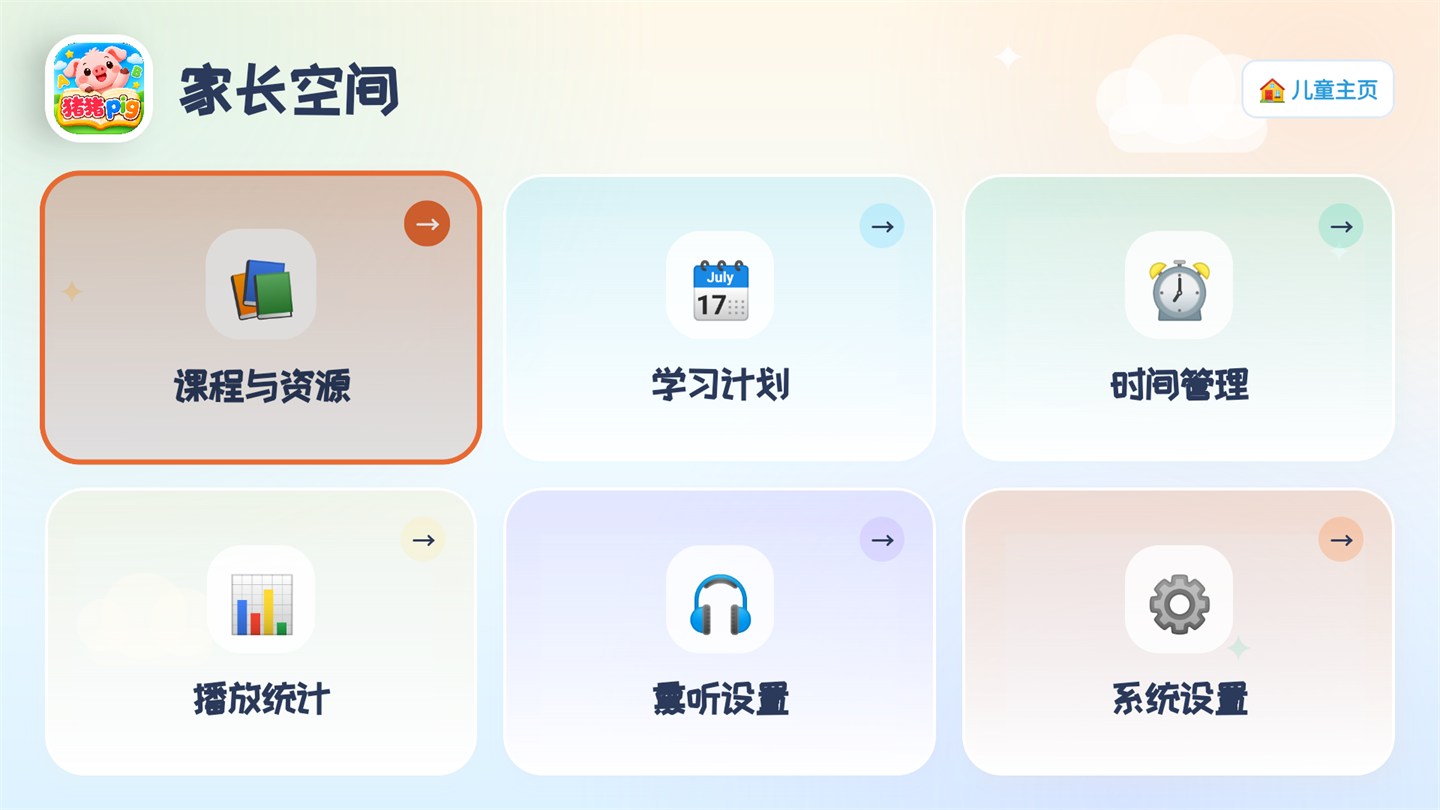 猪猪pig
家长空间
儿童主页
课程与资源
July
17
学习计划
时间管理
播放统计
熏听设置
系统设置